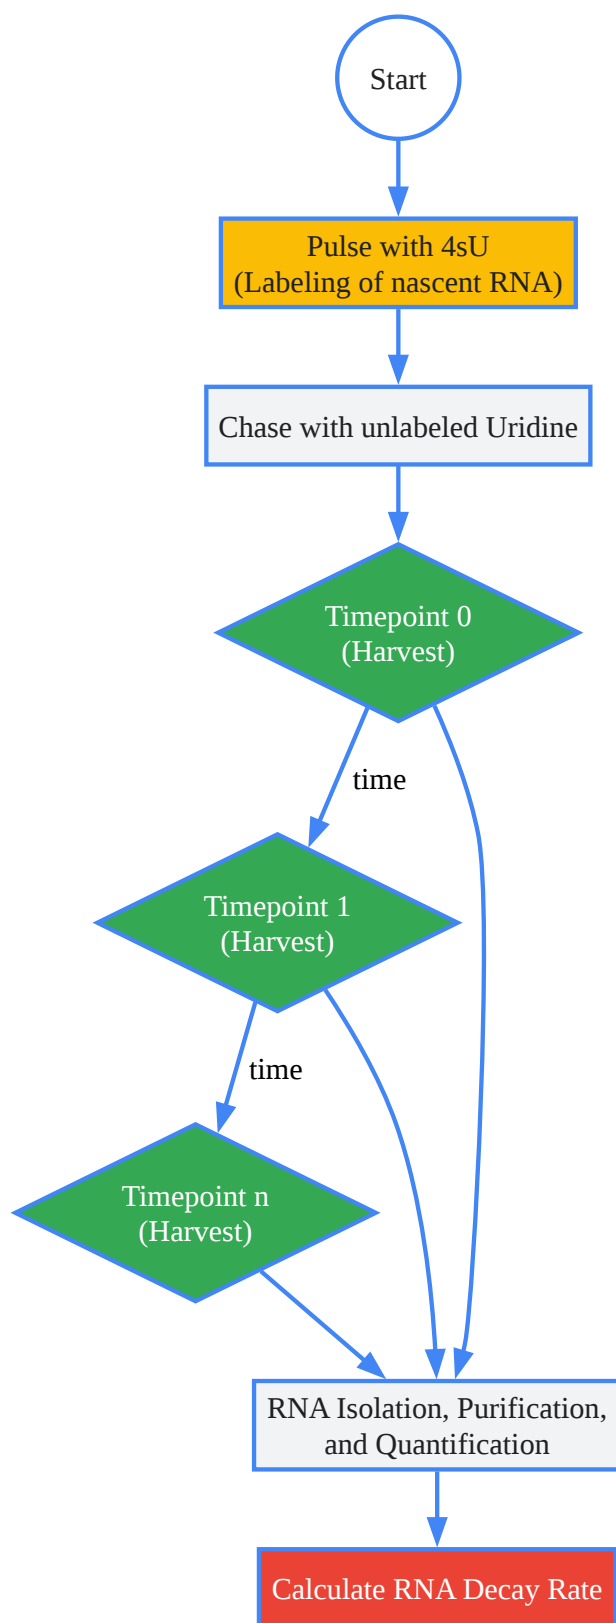 Start
Pulse with 4sU
(Labeling of nascent RNA)
Chase with unlabeled Uridine
Timepoint 0
(Harvest)
time
Timepoint 1
(Harvest)
time
Timepoint n
(Harvest)
RNA Isolation, Purification,
and Quantification
Calculate RNA Decay Rate